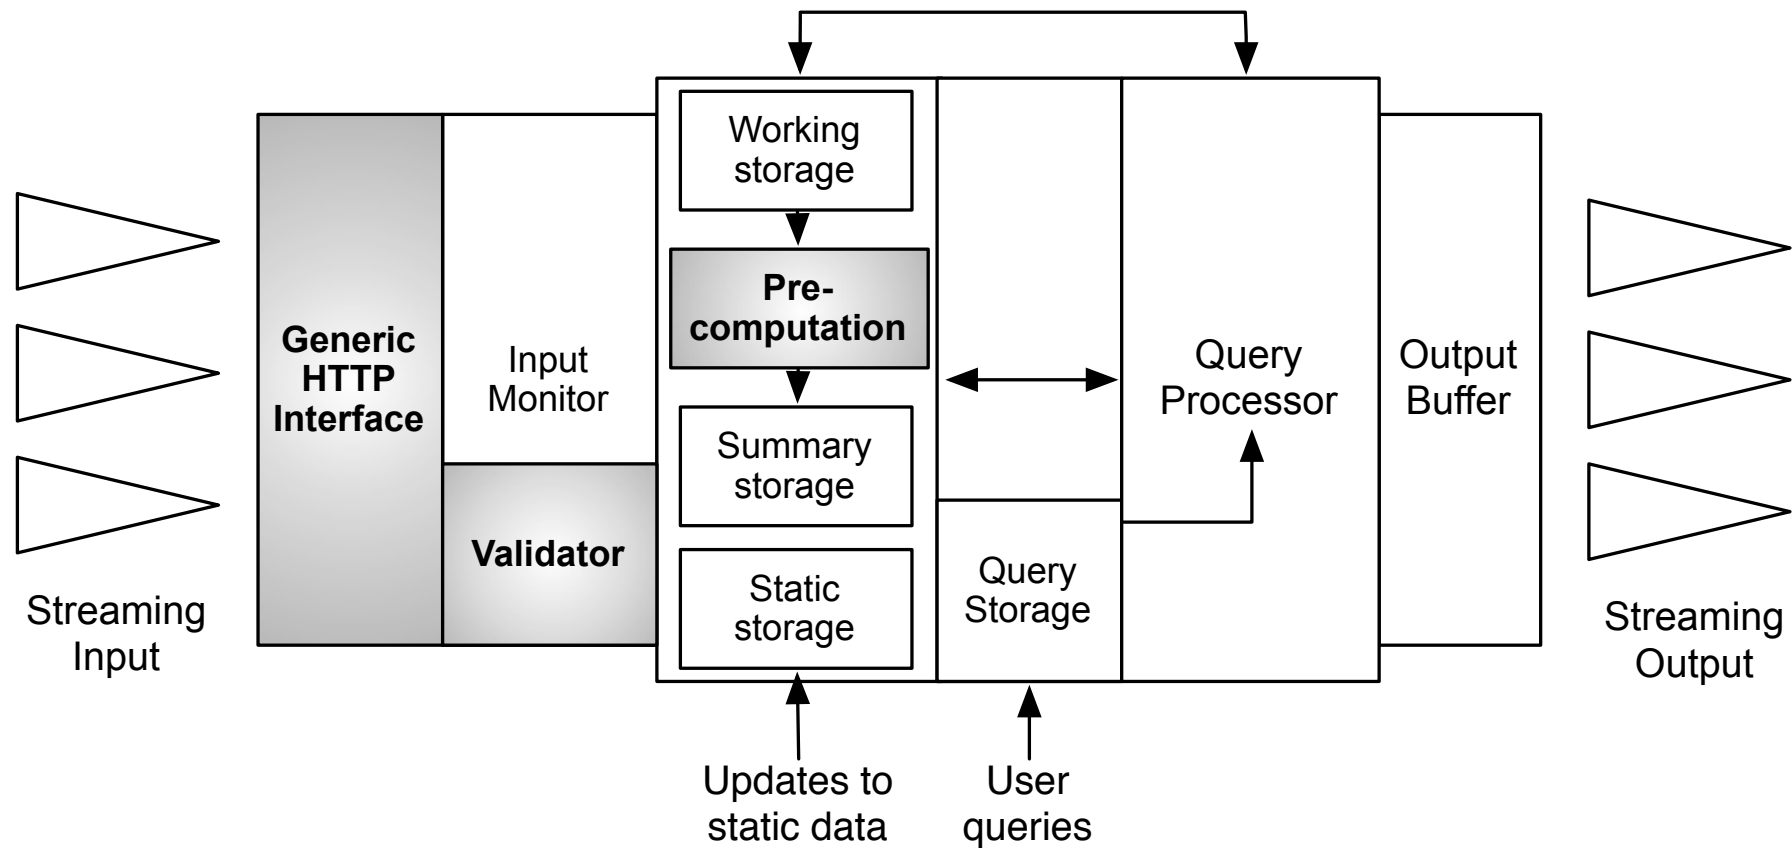 Working
storage
Pre-
computation
Summary
storage
Static
storage
Generic
HTTP
Interface
Input
Monitor
Validator
Query
Storage
Query
Processor
Output
Buffer
Streaming
Input
Streaming
Output
Updates to
static data
User
queries